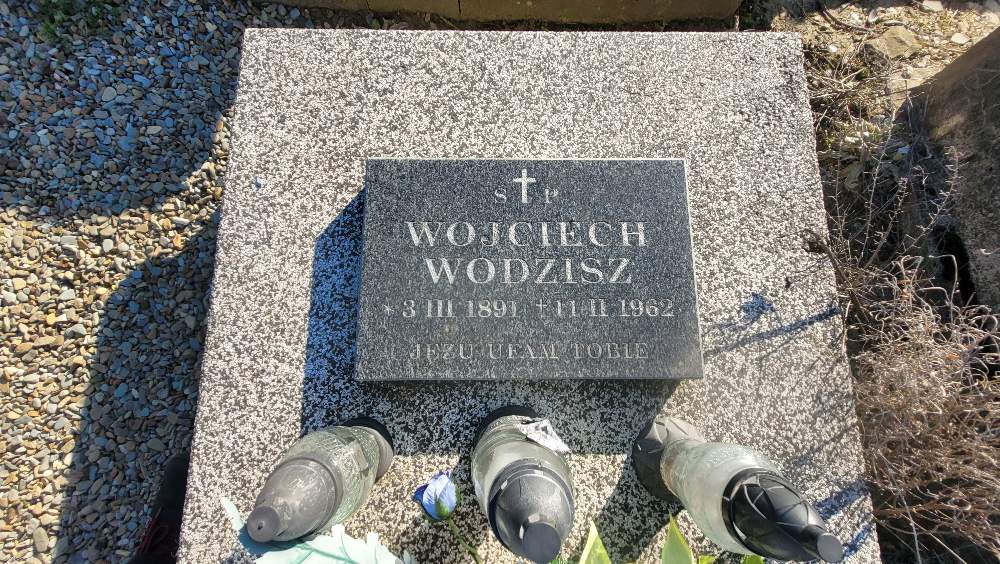 S † P
WOJCIECH
WODZISZ
* 3 III 1891 † 11 II 1962
JEZU UFAM TOBIE